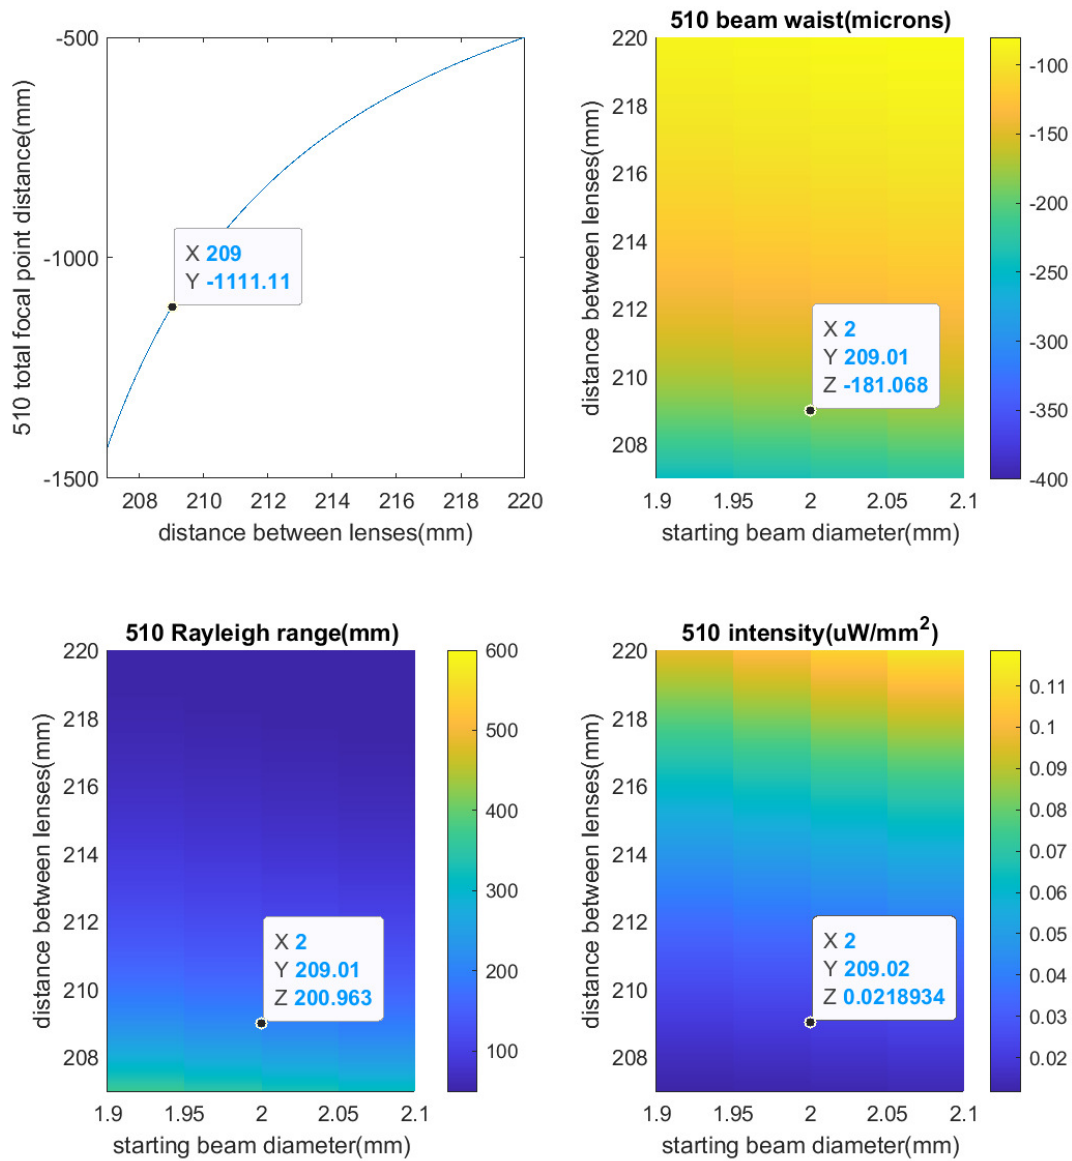 -500
-1000
-1500
510 total focal point distance(mm)
X 209
Y -1111.11
208 210 212 214 216 218 220
distance between lenses(mm)
510 beam waist(microns)
220
218
216
214
212
210
208
distance between lenses(mm)
X 2
Y 209.01
Z -181.068
1.9 1.95 2 2.05 2.1
starting beam diameter(mm)
-100
-150
-200
-250
-300
-350
-400
510 Rayleigh range(mm)
220
218
216
214
212
210
208
distance between lenses(mm)
X 2
Y 209.01
Z 200.963
1.9 1.95 2 2.05 2.1
starting beam diameter(mm)
600
500
400
300
200
100
510 intensity(uW/mm²)
220
218
216
214
212
210
208
distance between lenses(mm)
X 2
Y 209.02
Z 0.0218934
1.9 1.95 2 2.05 2.1
starting beam diameter(mm)
0.11
0.1
0.09
0.08
0.07
0.06
0.05
0.04
0.03
0.02